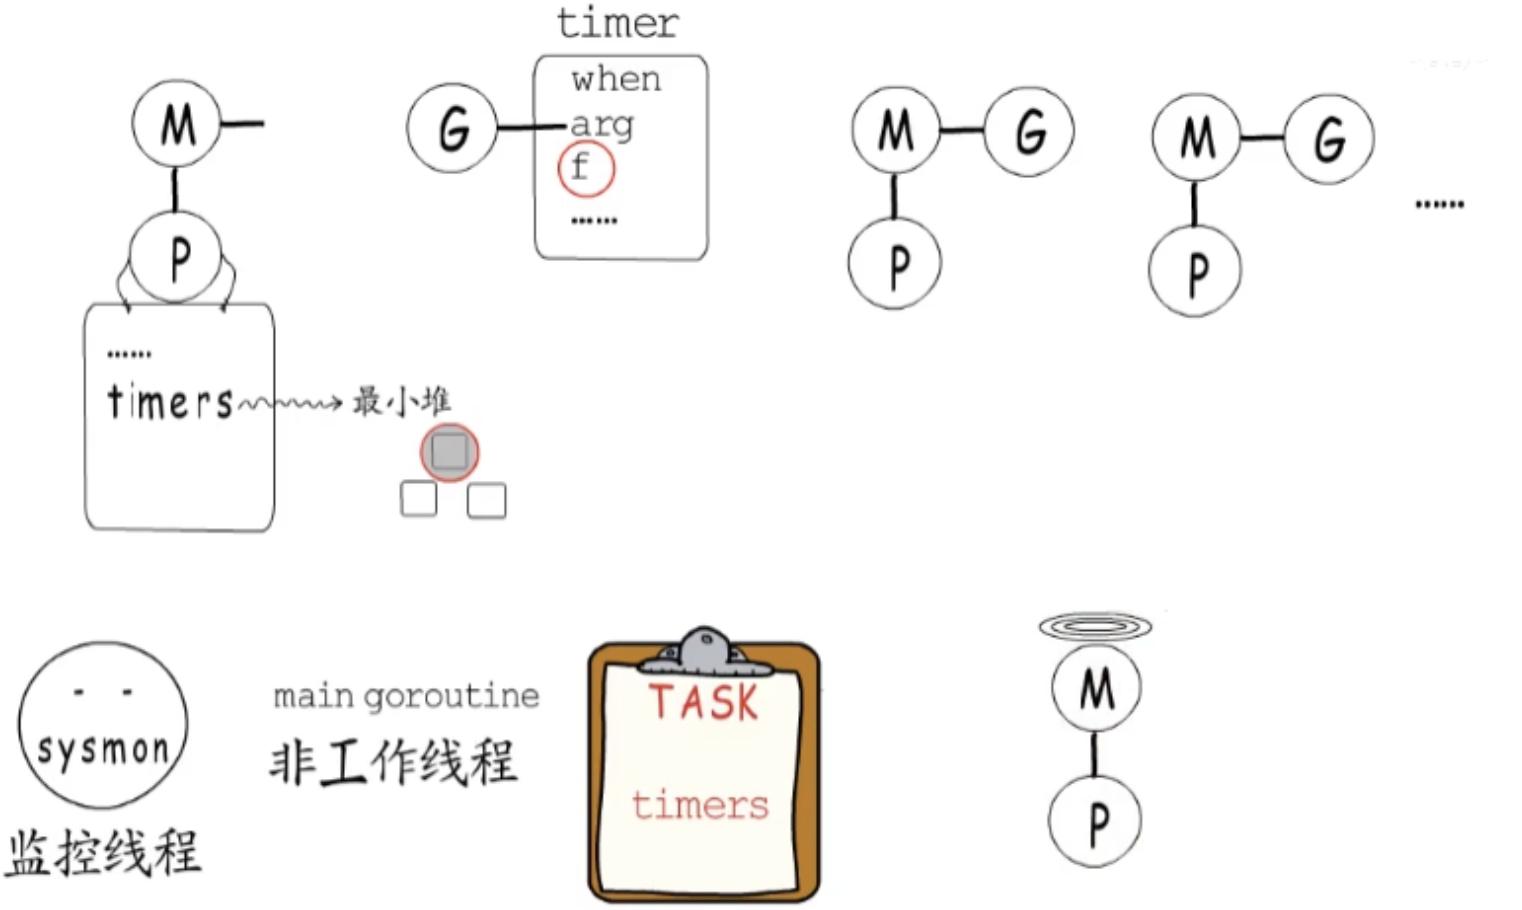 timer
when
arg
f
......
M
G
P
M
G
P
M
G
P
......
......
timers
最小堆
sysmon
监控线程
main goroutine
非工作线程
TASK
timers
M
P